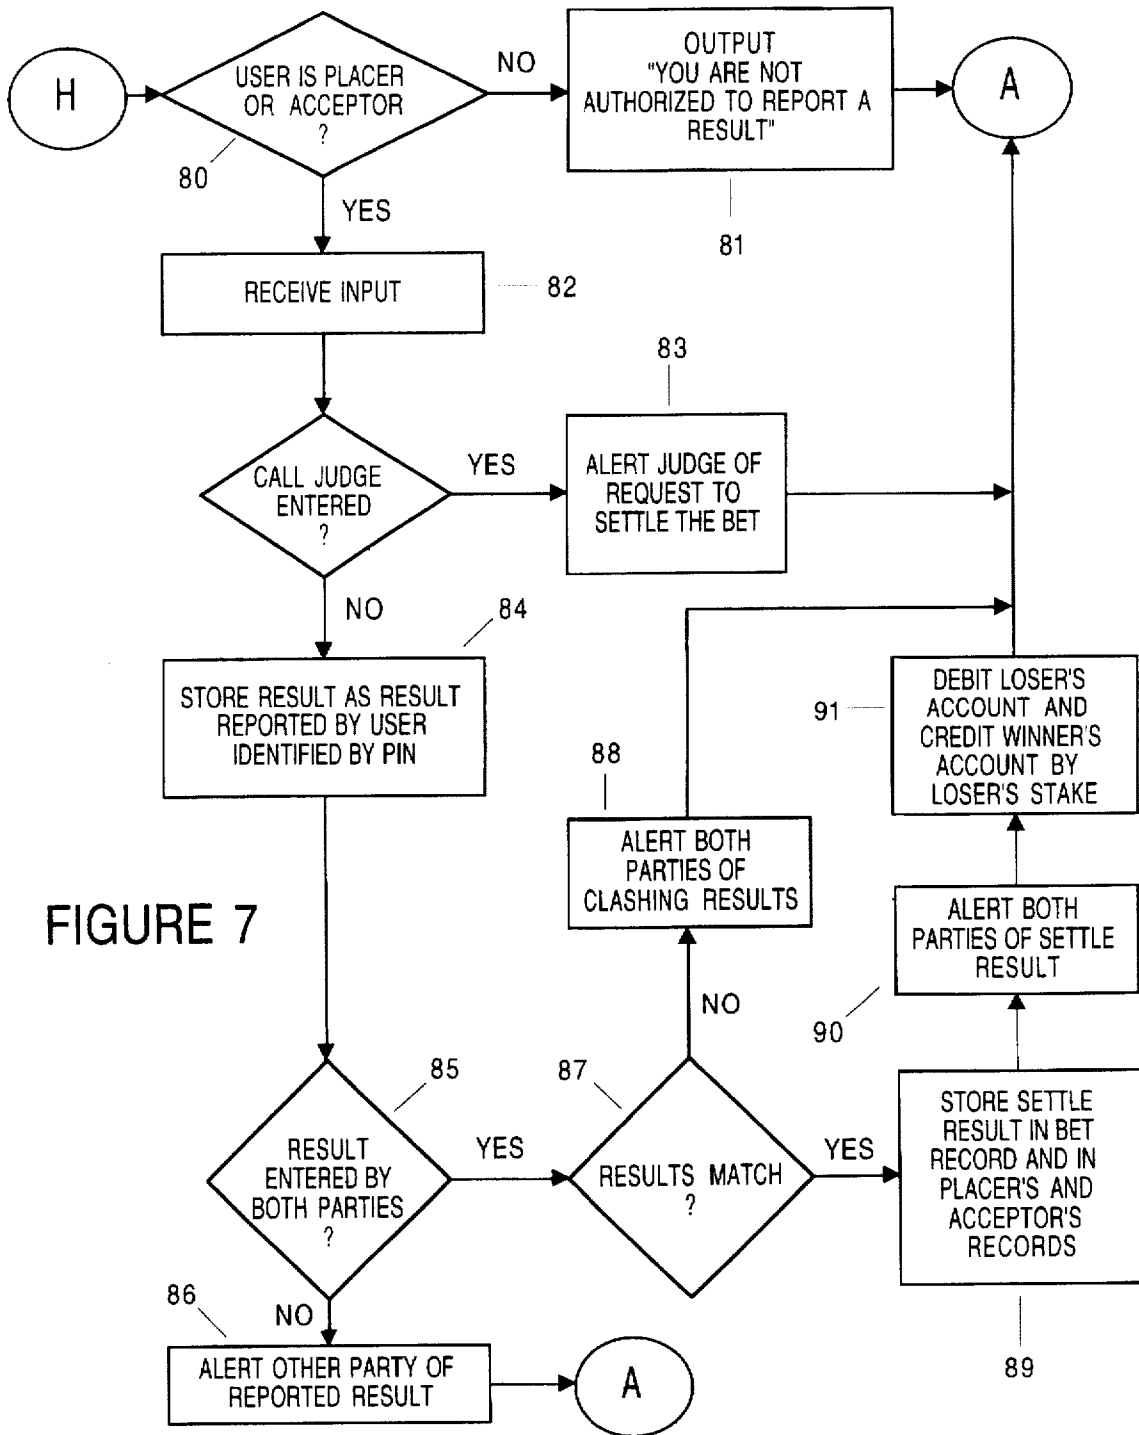 H
USER IS PLACER
OR ACCEPTOR
?
80
NO
OUTPUT
"YOU ARE NOT
AUTHORIZED TO REPORT A
RESULT"
81
A
YES
RECEIVE INPUT
82
CALL JUDGE
ENTERED
?
YES
83
ALERT JUDGE OF
REQUEST TO
SETTLE THE BET
NO
84
STORE RESULT AS RESULT
REPORTED BY USER
IDENTIFIED BY PIN
88
ALERT BOTH
PARTIES OF
CLASHING RESULTS
91
DEBIT LOSER'S
ACCOUNT AND
CREDIT WINNER'S
ACCOUNT BY
LOSER'S STAKE
FIGURE 7
ALERT BOTH
PARTIES OF SETTLE
RESULT
90
NO
85
RESULT
ENTERED BY
BOTH PARTIES
?
YES
87
RESULTS MATCH
?
YES
STORE SETTLE
RESULT IN BET
RECORD AND IN
PLACER'S AND
ACCEPTOR'S
RECORDS
89
86
NO
ALERT OTHER PARTY OF
REPORTED RESULT
A